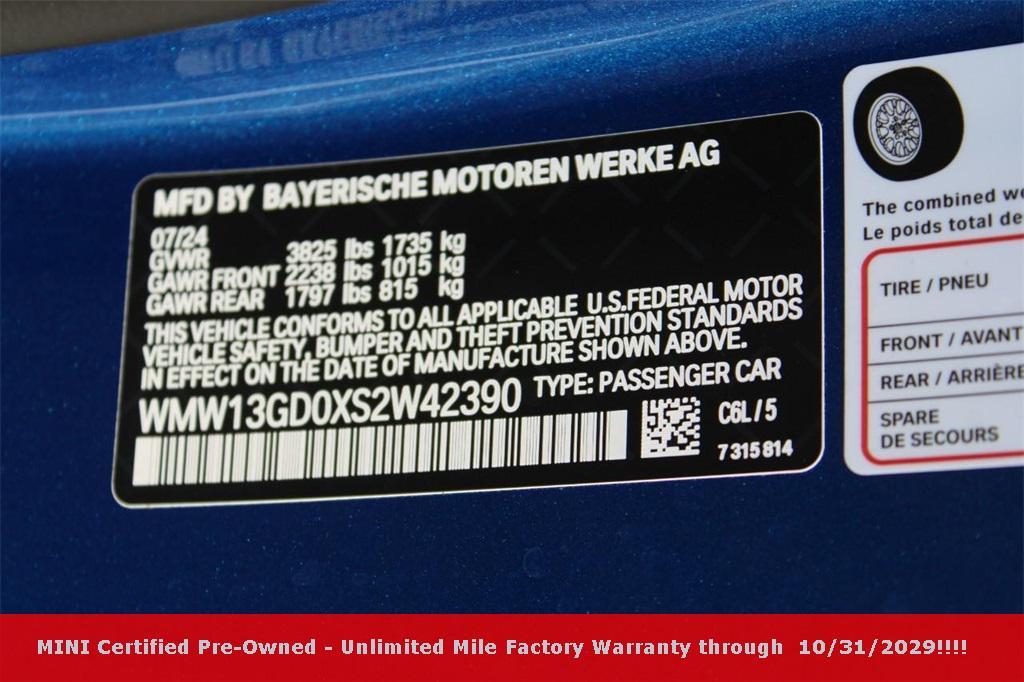 MFD BY BAYERISCHE MOTOREN WERKE AG
07/24
GVWR 3825 lbs 1735 kg
GAWR FRONT 2238 lbs 1015 kg
GAWR REAR 1797 lbs 815 kg
THIS VEHICLE CONFORMS TO ALL APPLICABLE U.S.FEDERAL MOTOR
VEHICLE SAFETY, BUMPER AND THEFT PREVENTION STANDARDS
IN EFFECT ON THE DATE OF MANUFACTURE SHOWN ABOVE.
WMW13GD0XS2W42390 TYPE: PASSENGER CAR
C6L/5
7315814
The combined we
Le poids total de
TIRE / PNEU
FRONT / AVANT
REAR / ARRIÈRE
SPARE
DE SECOURS
MINI Certified Pre-Owned - Unlimited Mile Factory Warranty through 10/31/2029!!!!